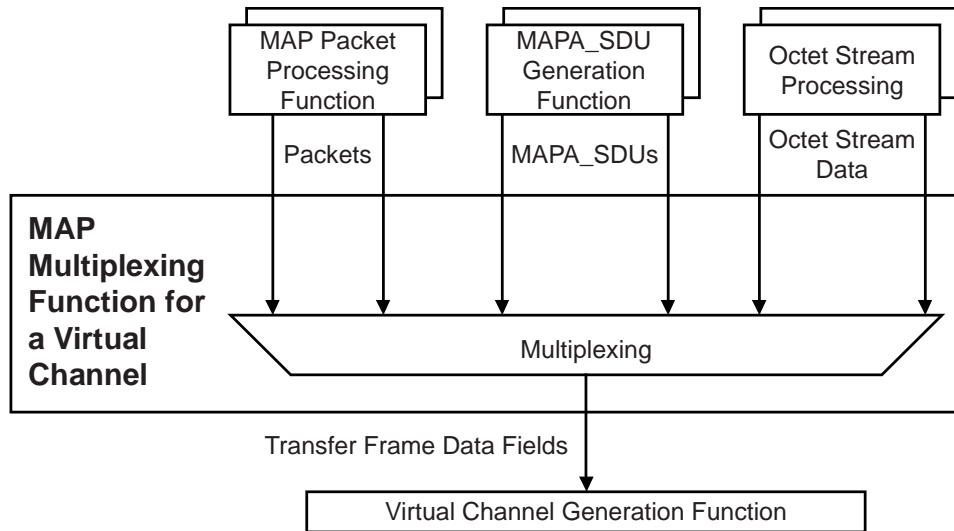 MAP Packet
Processing
Function
MAPA_SDU
Generation
Function
Octet Stream
Processing
Packets
MAPA_SDUs
Octet Stream
Data
MAP
Multiplexing
Function for
a Virtual
Channel
Multiplexing
Transfer Frame Data Fields
Virtual Channel Generation Function